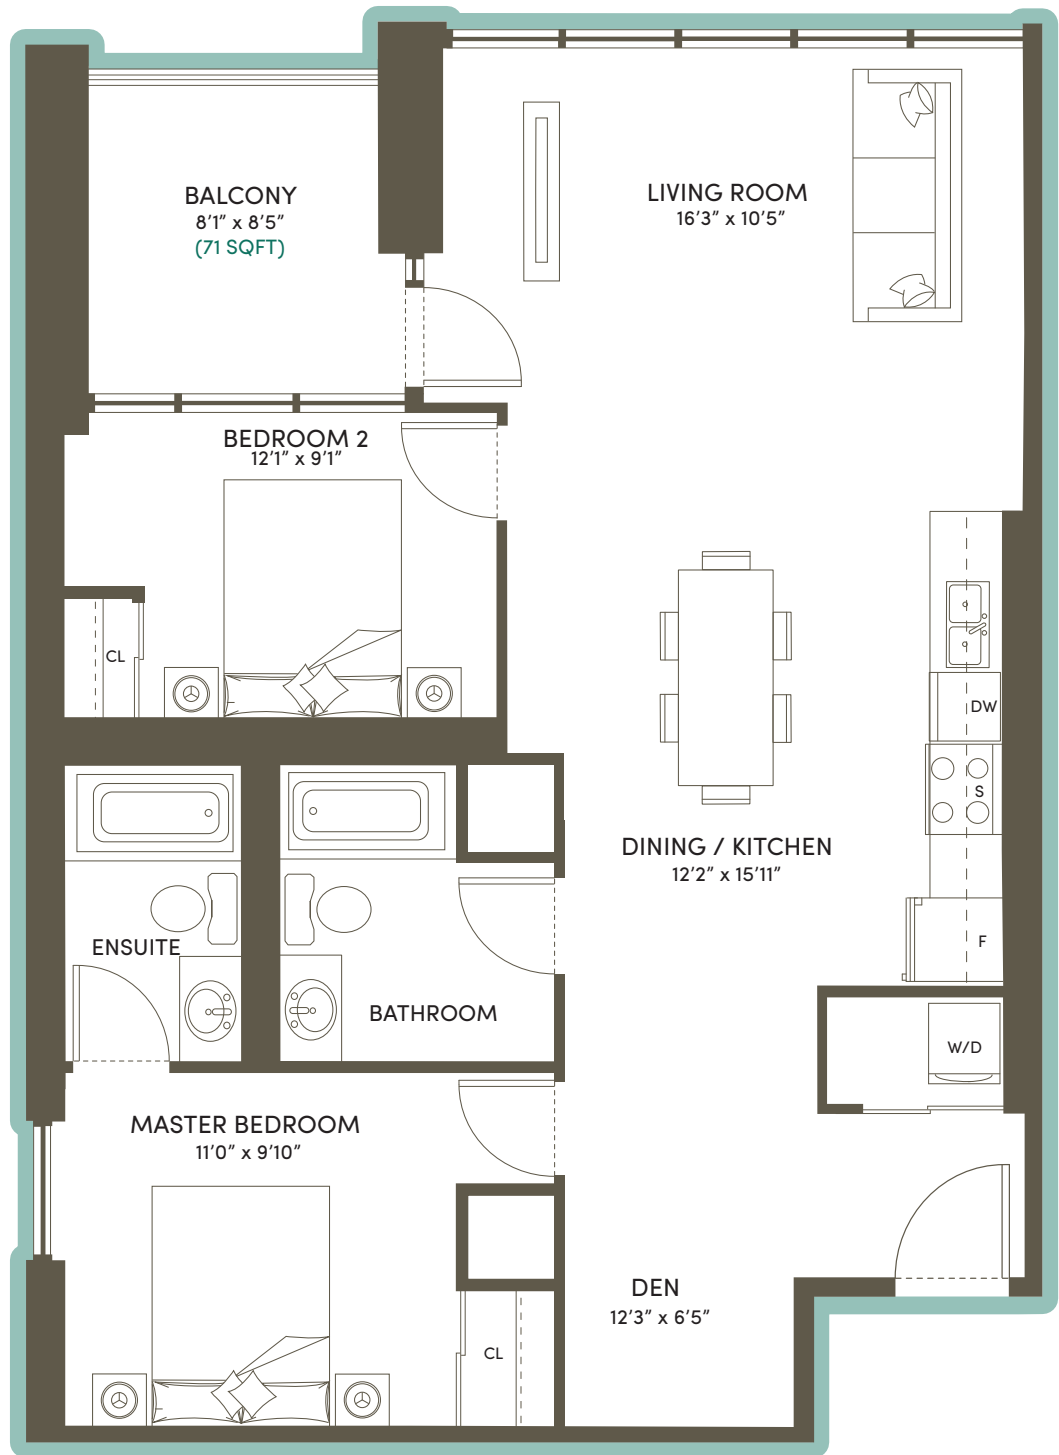 BALCONY
8’1” x 8’5”
(71 SQFT)
LIVING ROOM
16’3” x 10’5”
BEDROOM 2
12’1” x 9’1”
CL
DW
S
DINING / KITCHEN
12’2” x 15’11”
F
ENSUITE
BATHROOM
W/D
MASTER BEDROOM
11’0” x 9’10”
DEN
12’3” x 6’5”
CL